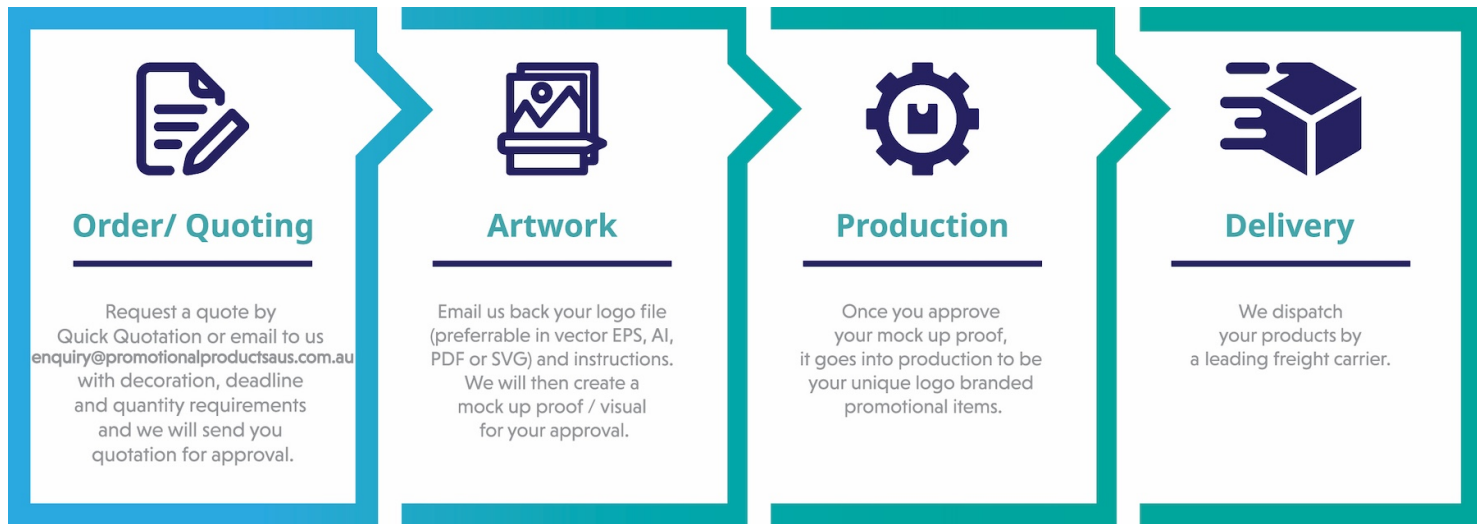 Order/ Quoting
Request a quote by
Quick Quotation or email to us
enquiry@promotionalproductsaus.com.au
with decoration, deadline
and quantity requirements
and we will send you
quotation for approval.
Artwork
Email us back your logo file
(preferrable in vector EPS, AI,
PDF or SVG) and instructions.
We will then create a
mock up proof / visual
for your approval.
Production
Once you approve
your mock up proof,
it goes into production to be
your unique logo branded
promotional items.
Delivery
We dispatch
your products by
a leading freight carrier.